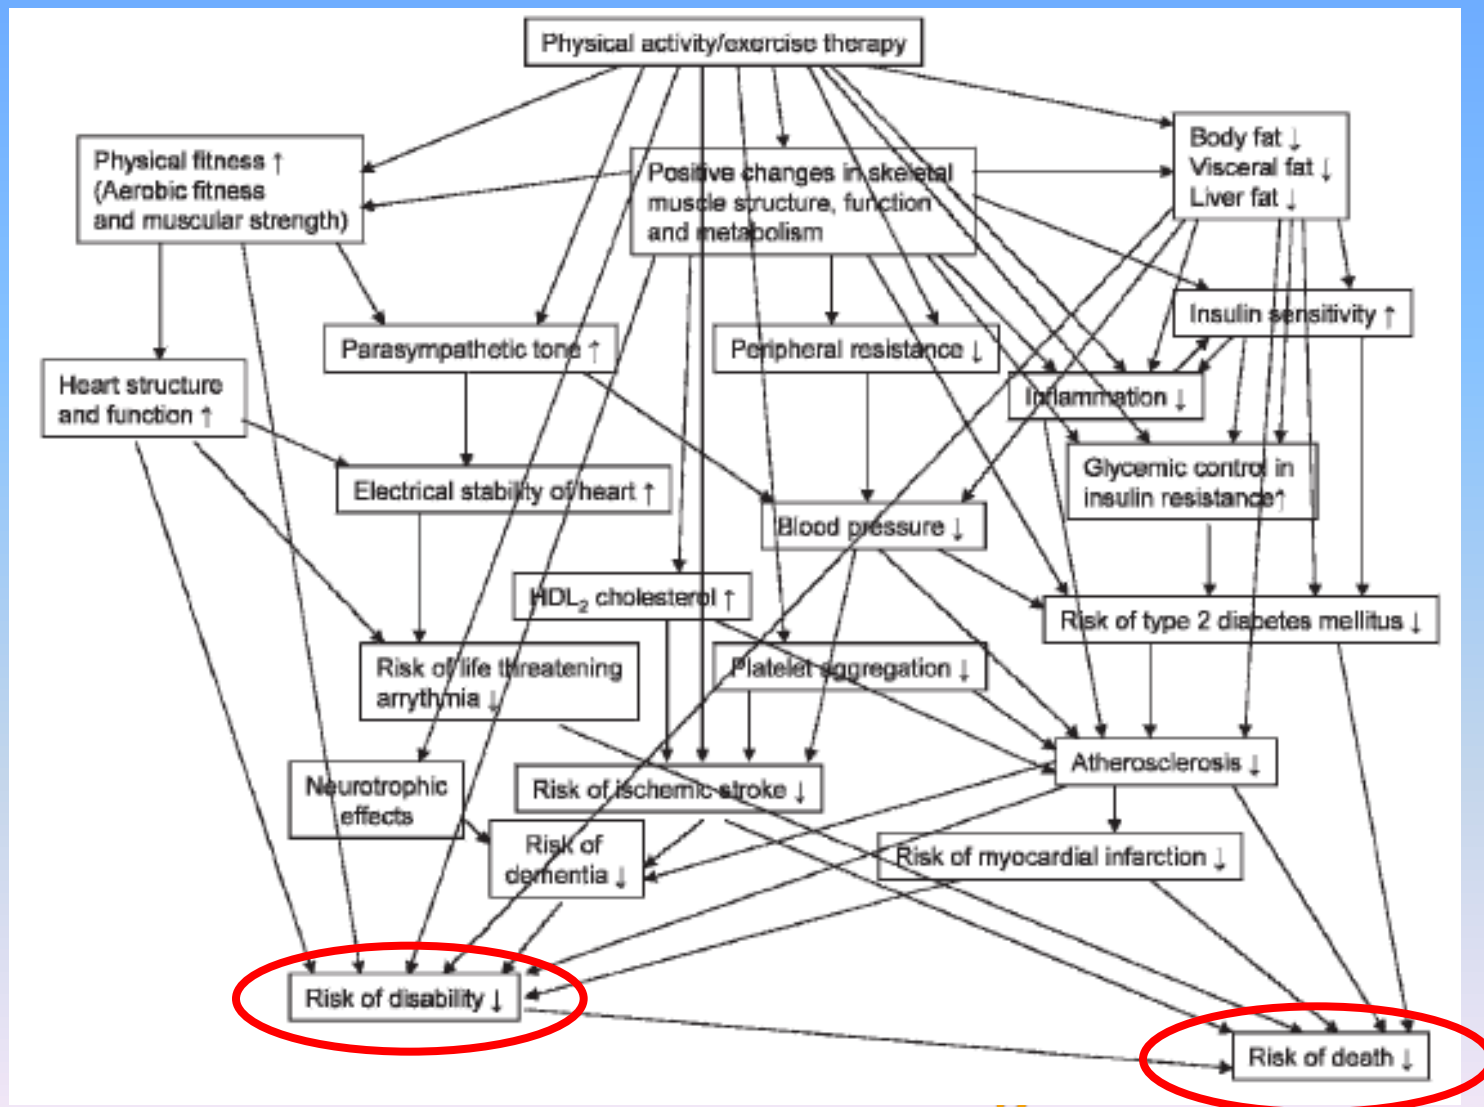 Physical activity/exercise therapy
Body fat ↓
Visceral fat ↓
Liver fat ↓
Physical fitness ↑
(Aerobic fitness
and muscular strength)
Positive changes in skeletal
muscle structure, function
and metabolism
Insulin sensitivity ↑
Parasympathetic tone ↑
Peripheral resistance ↓
Heart structure
and function ↑
Inflammation ↓
Glycemic control in
insulin resistance↑
Electrical stability of heart ↑
Blood pressure ↓
HDL₂ cholesterol ↑
Risk of type 2 diabetes mellitus ↓
Risk of life threatening
arrythmia ↓
Platelet aggregation ↓
Atherosclerosis ↓
Neurotrophic
effects
Risk of ischemic stroke ↓
Risk of
dementia ↓
Risk of myocardial infarction ↓
Risk of disability ↓
Risk of death ↓